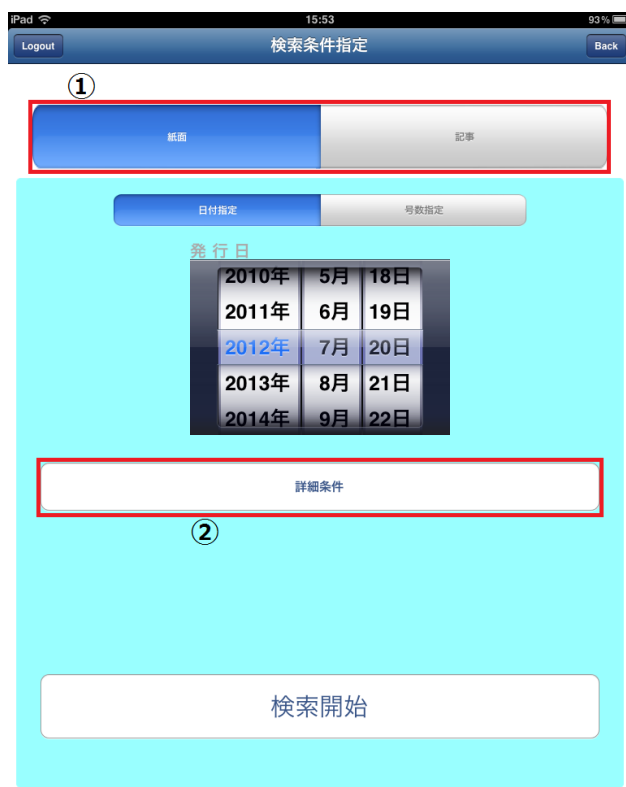 iPad 15:53 93%
Logout 検索条件指定 Back
①
紙面 記事
日付指定 号数指定
発行日
2010年 5月 18日
2011年 6月 19日
2012年 7月 20日
2013年 8月 21日
2014年 9月 22日
詳細条件
②
検索開始